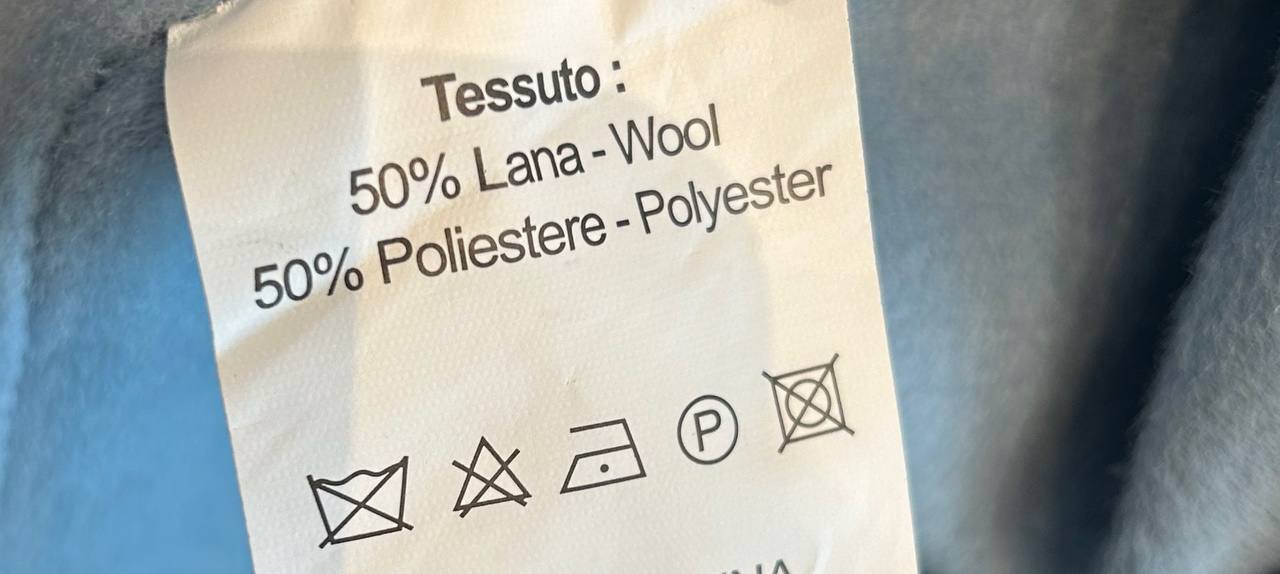 Tessuto :
50% Lana - Wool
50% Poliestere - Polyester
P